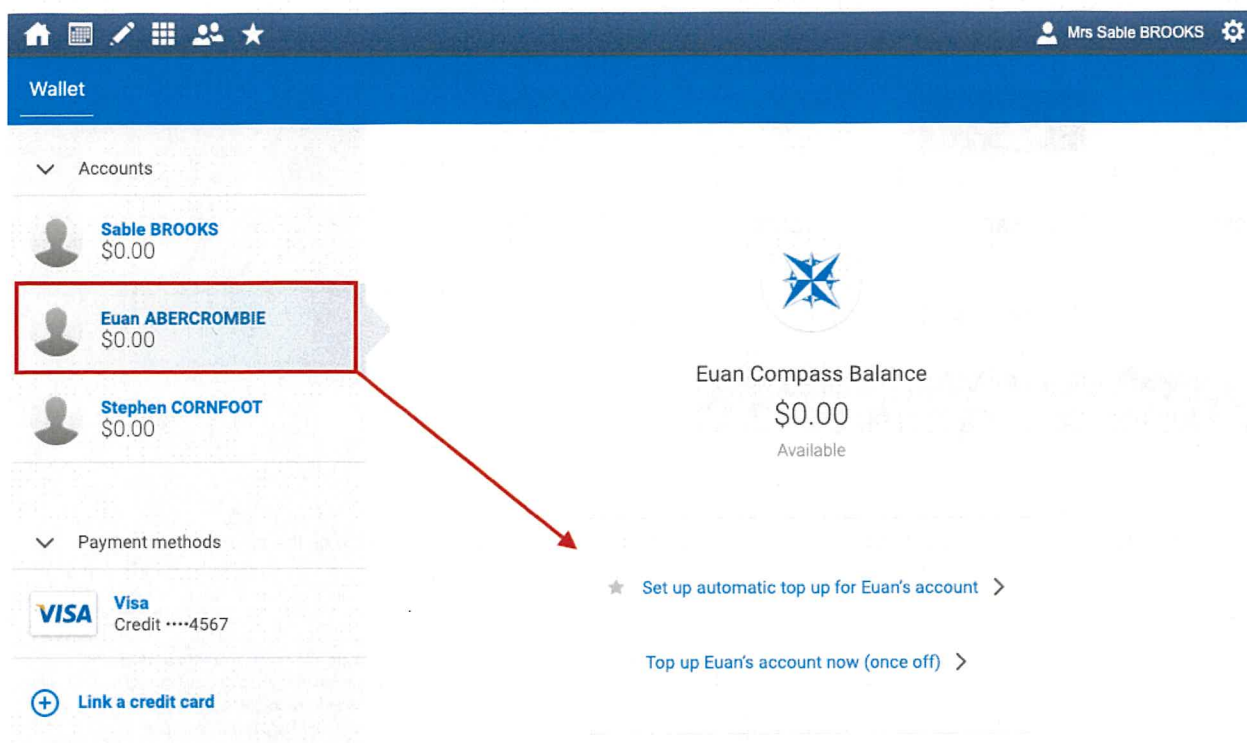 Mrs Sable BROOKS
Wallet
Accounts
Sable BROOKS
$0.00
Euan ABERCROMBIE
$0.00
Stephen CORNFOOT
$0.00
Payment methods
VISA
Visa
Credit ····4567
Link a credit card
Euan Compass Balance
$0.00
Available
Set up automatic top up for Euan's account
Top up Euan's account now (once off)